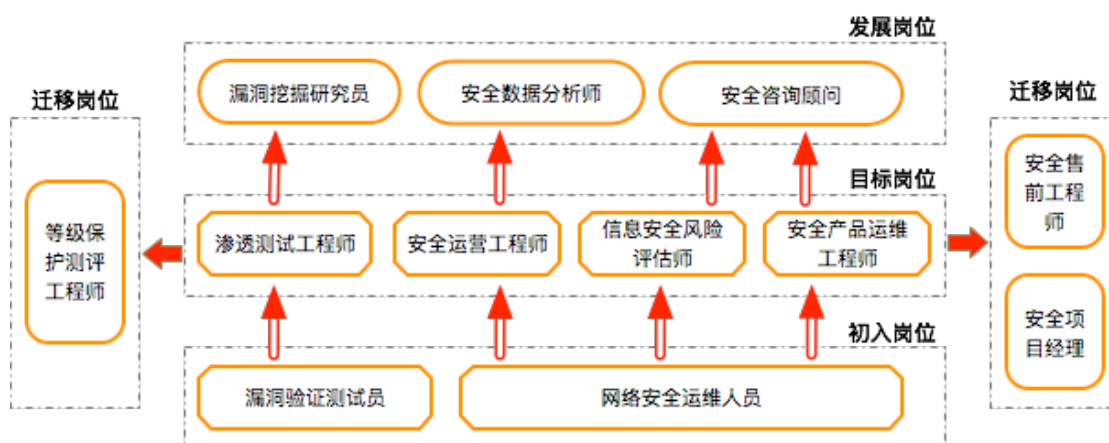 发展岗位
漏洞挖掘研究员
安全数据分析师
安全咨询顾问
迁移岗位
等级保
护测评
工程师
目标岗位
渗透测试工程师
安全运营工程师
信息安全风险
评估师
安全产品运维
工程师
迁移岗位
安全售
前工程
师
安全项
目经理
初入岗位
漏洞验证测试员
网络安全运维人员